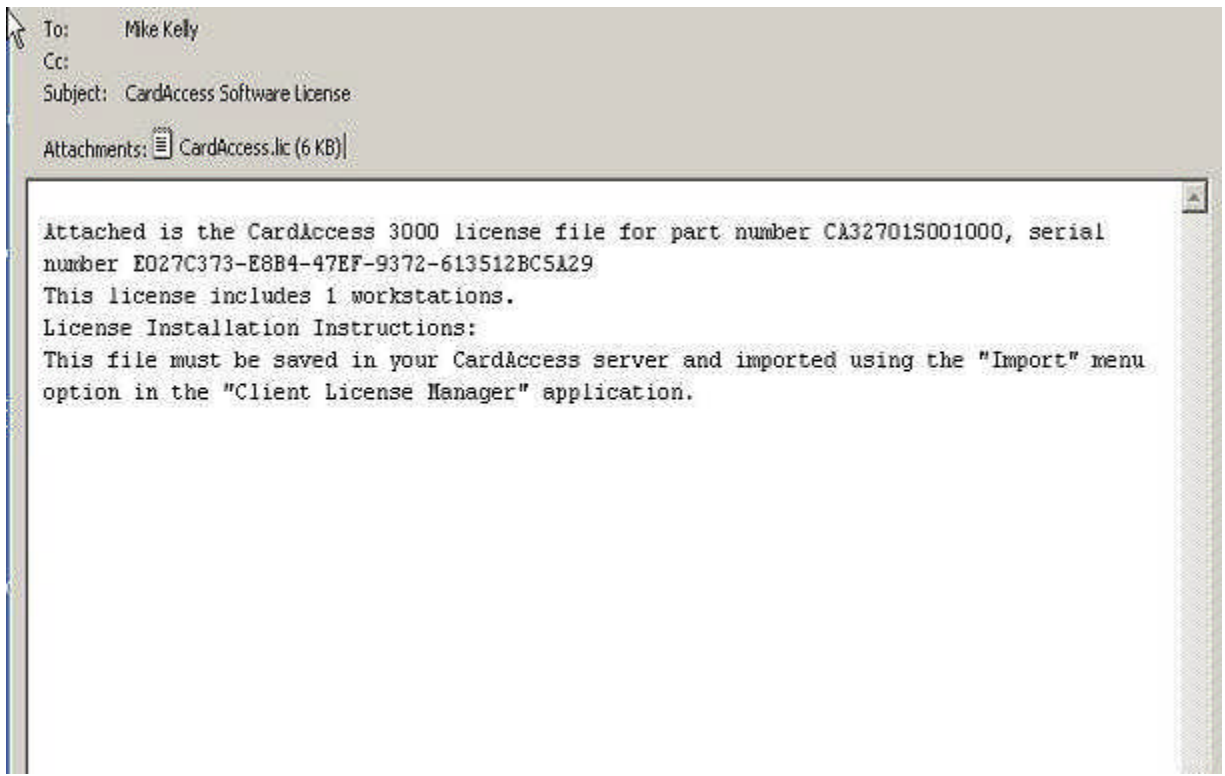 To: Mike Kelly
Cc:
Subject: CardAccess Software License
Attachments: CardAccess.lic (6 KB)
Attached is the CardAccess 3000 license file for part number CA32701S001000, serial
number E027C373-E8B4-47EF-9372-613512BC5A29
This license includes 1 workstations.
License Installation Instructions:
This file must be saved in your CardAccess server and imported using the "Import" menu
option in the "Client License Manager" application.